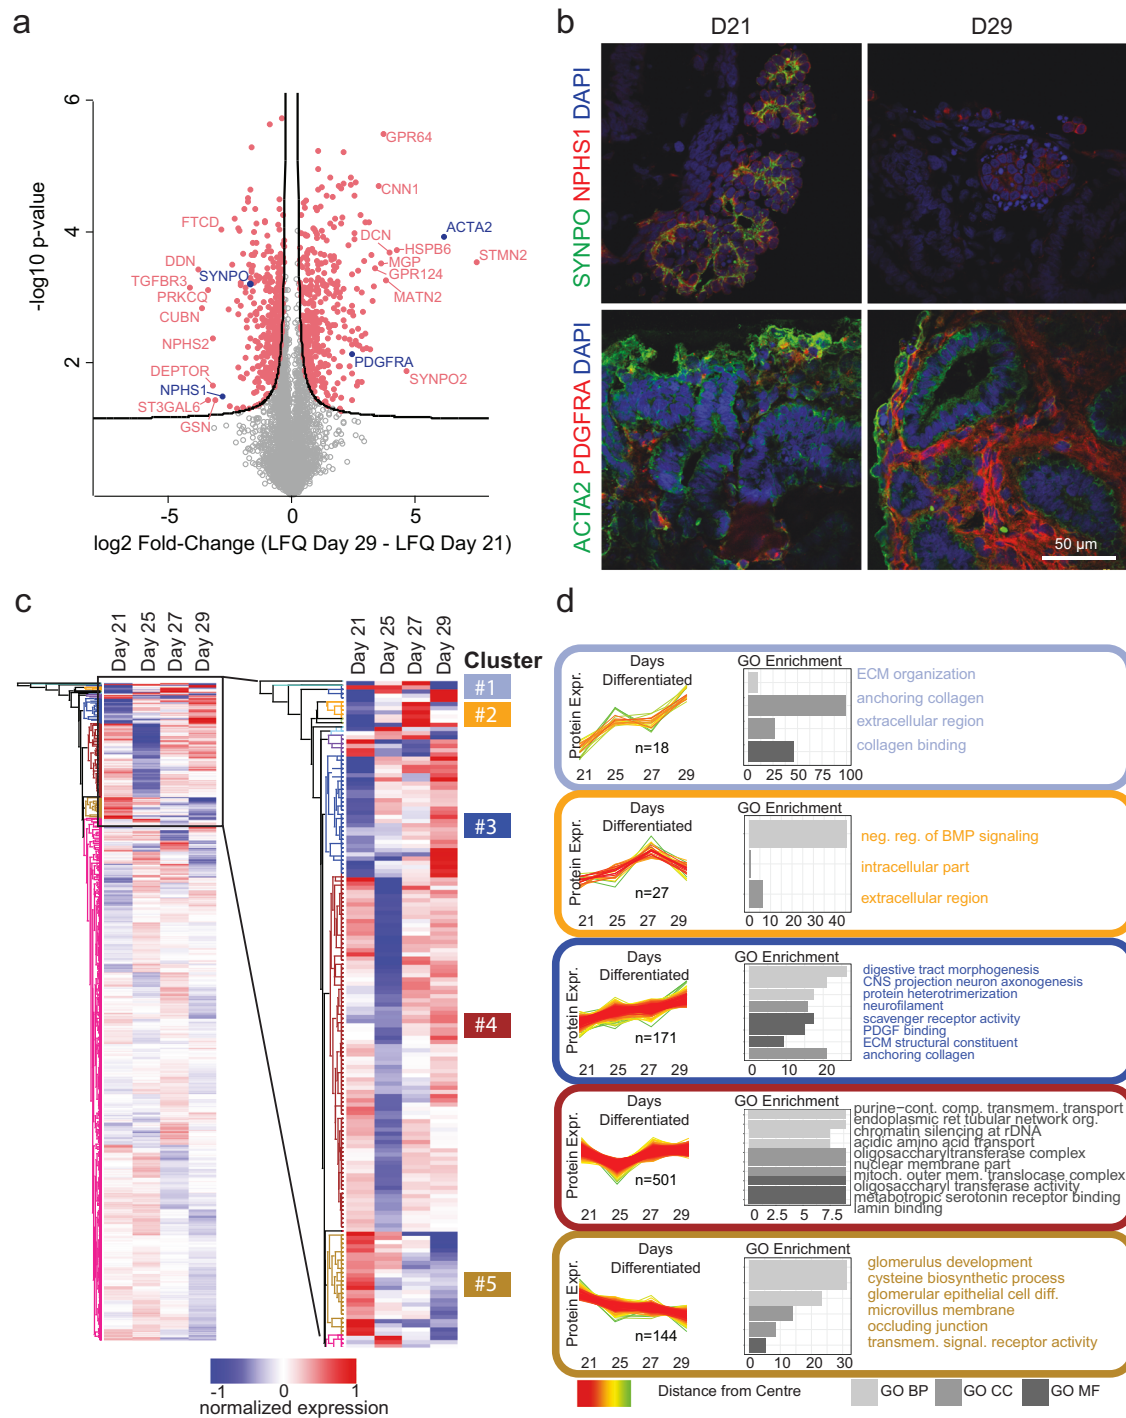 a
6
4
2
-log10 p-value
-5
0
5
log2 Fold-Change (LFQ Day 29 - LFQ Day 21)
GPR64
CNN1
ACTA2
FTCD
DCN
HSPB6
STMN2
DDN
SYNPO
MGP
GPR124
TGFBR3
PRKCQ
MATN2
CUBN
NPHS2
PDGFRA
DEPTOR
SYNPO2
NPHS1
ST3GAL6
GSN
b
D21
D29
SYNPO NPHS1 DAPI
ACTA2 PDGFRA DAPI
50 µm
c
Day 21
Day 25
Day 27
Day 29
Day 21
Day 25
Day 27
Day 29
Cluster
#1
#2
#3
#4
#5
-1
0
1
normalized expression
d
Days
Differentiated
Protein Expr.
n=18
21 25 27 29
GO Enrichment
0 25 50 75 100
ECM organization
anchoring collagen
extracellular region
collagen binding
Days
Differentiated
Protein Expr.
n=27
21 25 27 29
GO Enrichment
0 10 20 30 40
neg. reg. of BMP signaling
intracellular part
extracellular region
Days
Differentiated
Protein Expr.
n=171
21 25 27 29
GO Enrichment
0 10 20
digestive tract morphogenesis
CNS projection neuron axonogenesis
protein heterotrimerization
neurofilament
scavenger receptor activity
PDGF binding
ECM structural constituent
anchoring collagen
Days
Differentiated
Protein Expr.
n=501
21 25 27 29
GO Enrichment
0 2.5 5 7.5
purine−cont. comp. transmem. transport
endoplasmic ret tubular network org.
chromatin silencing at rDNA
acidic amino acid transport
oligosaccharyltransferase complex
nuclear membrane part
mitoch. outer mem. translocase complex
oligosaccharyl transferase activity
metabotropic serotonin receptor binding
lamin binding
Days
Differentiated
Protein Expr.
n=144
21 25 27 29
GO Enrichment
0 10 20 30
glomerulus development
cysteine biosynthetic process
glomerular epithelial cell diff.
microvillus membrane
occluding junction
transmem. signal. receptor activity
Distance from Centre
GO BP
GO CC
GO MF